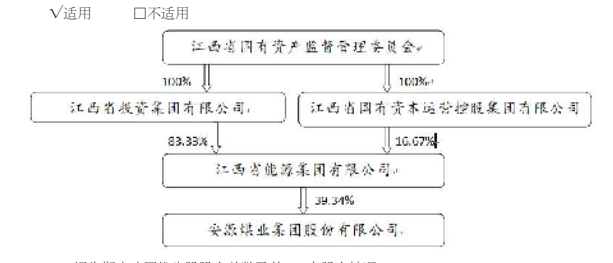 √适用 □不适用
江西省国有资产监督管理委员会
100% 100%
江西省投资集团有限公司 江西省国有资本运营控股集团有限公司
83.33% 16.67%
江西省能源集团有限公司
39.34%
安源煤业集团股份有限公司